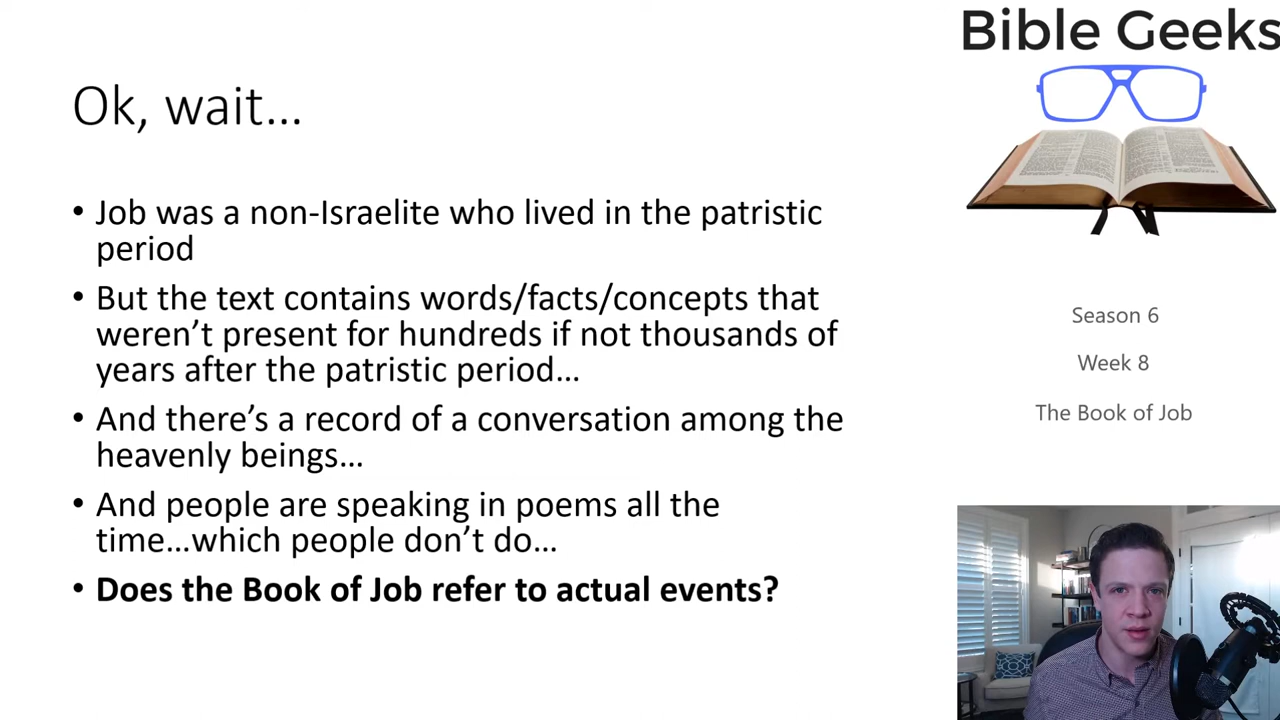 Bible Geeks
Ok, wait…
• Job was a non-Israelite who lived in the patristic
period
• But the text contains words/facts/concepts that
weren’t present for hundreds if not thousands of
years after the patristic period…
• And there’s a record of a conversation among the
heavenly beings…
• And people are speaking in poems all the
time…which people don’t do…
• Does the Book of Job refer to actual events?
Season 6
Week 8
The Book of Job